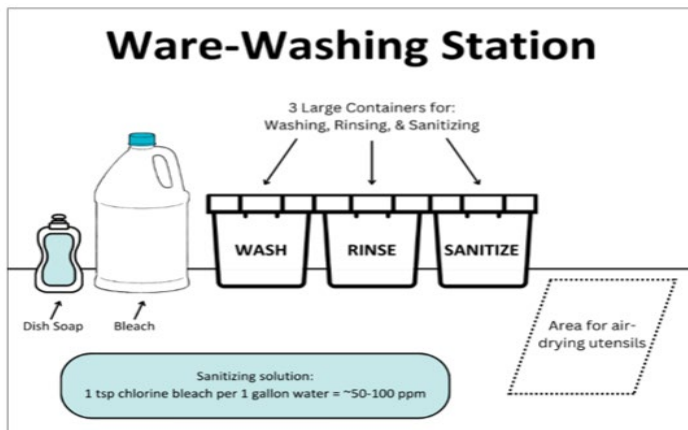 Ware-Washing Station
3 Large Containers for:
Washing, Rinsing, & Sanitizing
WASH
RINSE
SANITIZE
Dish Soap
Bleach
Area for air-
drying utensils
Sanitizing solution:
1 tsp chlorine bleach per 1 gallon water = ~50-100 ppm